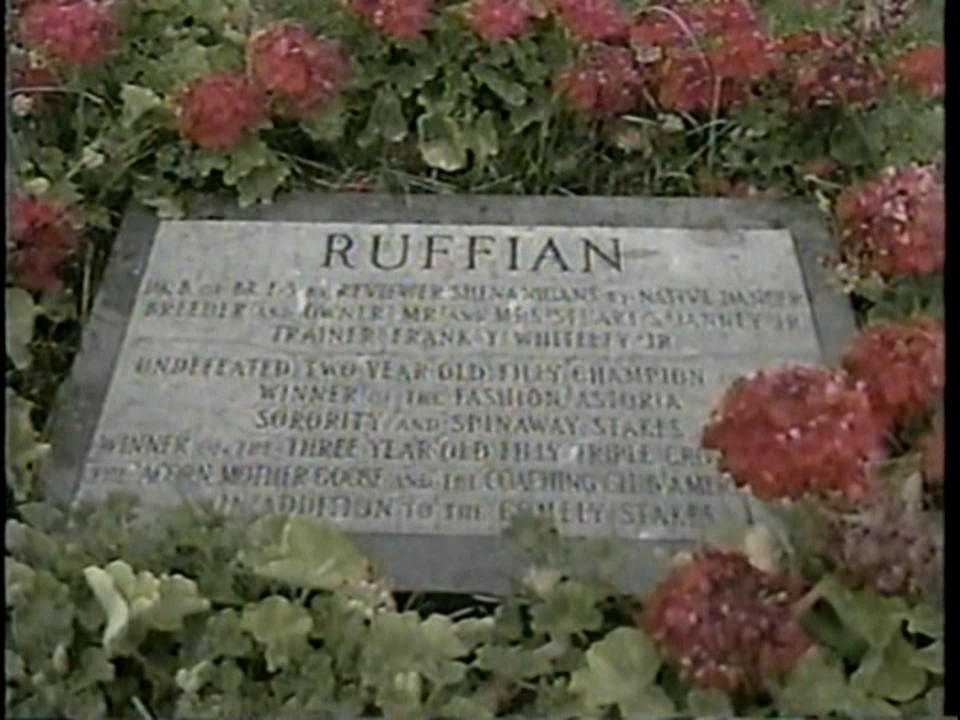 RUFFIAN
DK.B. OR BR. F. BY REVIEWER SHENANIGANS BY NATIVE DANCER
BREEDER AND OWNER MR AND MRS STUART S JANNEY JR
TRAINER FRANK Y WHITELEY JR
UNDEFEATED TWO YEAR OLD FILLY CHAMPION
WINNER OF THE FASHION ASTORIA
SORORITY AND SPINAWAY STAKES
WINNER OF THE THREE YEAR OLD FILLY TRIPLE CRO
THE ACORN MOTHER GOOSE AND THE COACHING CLUB AMER
IN ADDITION TO THE COMELY STAKES